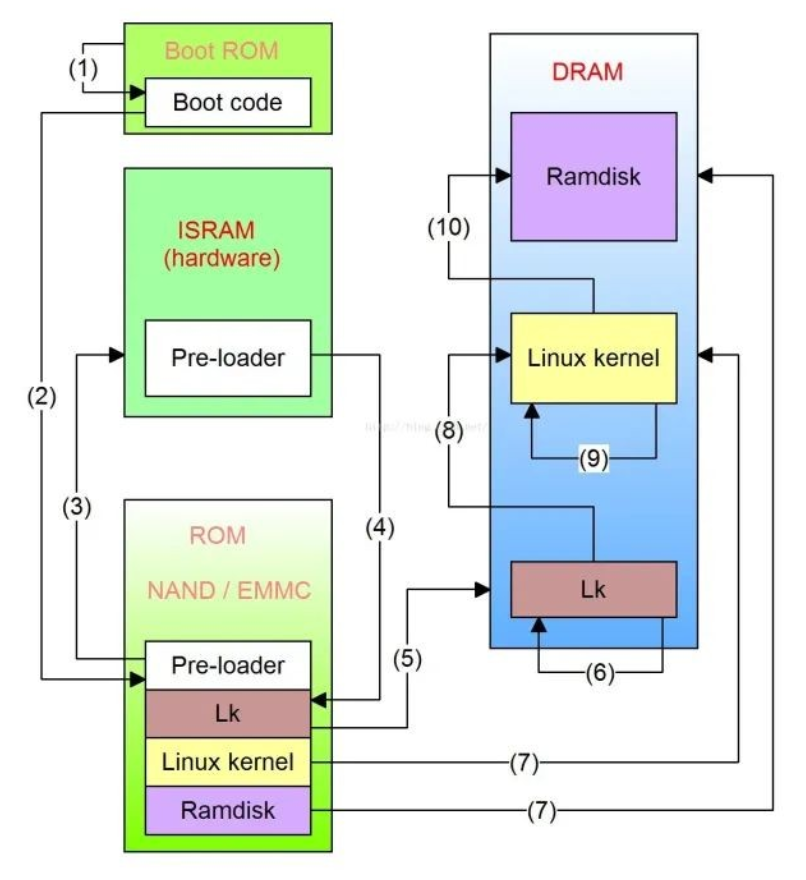 Boot ROM
(1)
Boot code
ISRAM
(hardware)
Pre-loader
(2)
(3)
(4)
ROM
NAND / EMMC
Pre-loader
Lk
Linux kernel
Ramdisk
(5)
DRAM
Ramdisk
(10)
Linux kernel
(8)
(9)
Lk
(6)
(7)
(7)